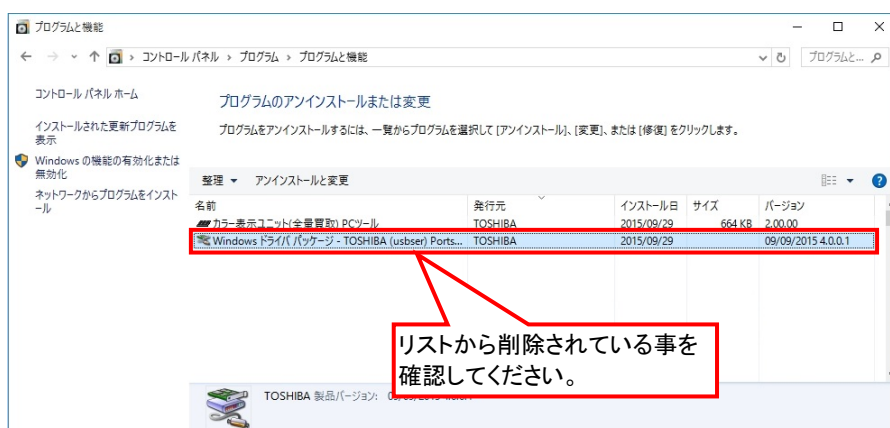 プログラムと機能
コントロール パネル › プログラム › プログラムと機能
プログラムと...
コントロール パネル ホーム
インストールされた更新プログラムを
表示
Windows の機能の有効化または
無効化
ネットワークからプログラムをインスト
ール
プログラムのアンインストールまたは変更
プログラムをアンインストールするには、一覧からプログラムを選択して [アンインストール]、[変更]、または [修復] をクリックします。
整理 アンインストールと変更
名前 発行元 インストール日 サイズ バージョン
カラー表示ユニット(全量買取) PCツール TOSHIBA 2015/09/29 664 KB 2.00.00
Windows ドライバ パッケージ - TOSHIBA (usbser) Ports... TOSHIBA 2015/09/29 09/09/2015 4.0.0.1
リストから削除されている事を
確認してください。
TOSHIBA 製品バージョン: